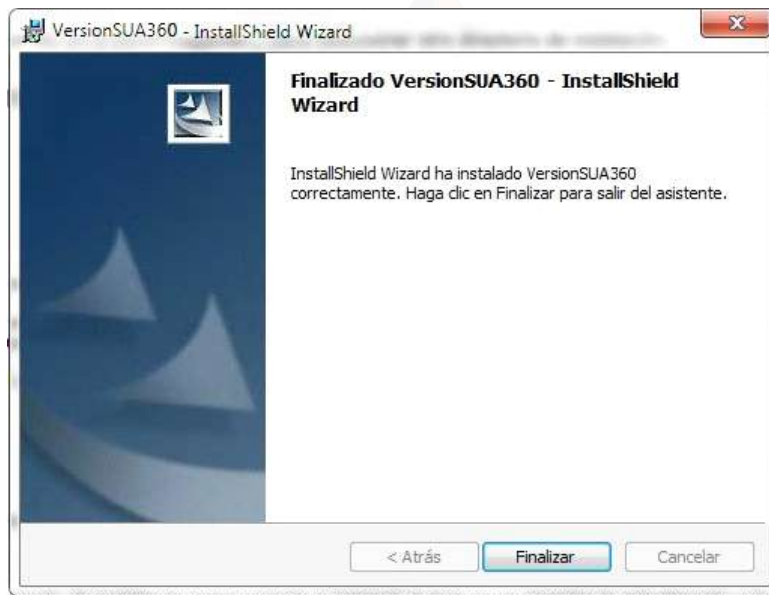 VersionSUA360 - InstallShield Wizard
Finalizado VersionSUA360 - InstallShield
Wizard
InstallShield Wizard ha instalado VersionSUA360
correctamente. Haga clic en Finalizar para salir del asistente.
< Atrás
Finalizar
Cancelar